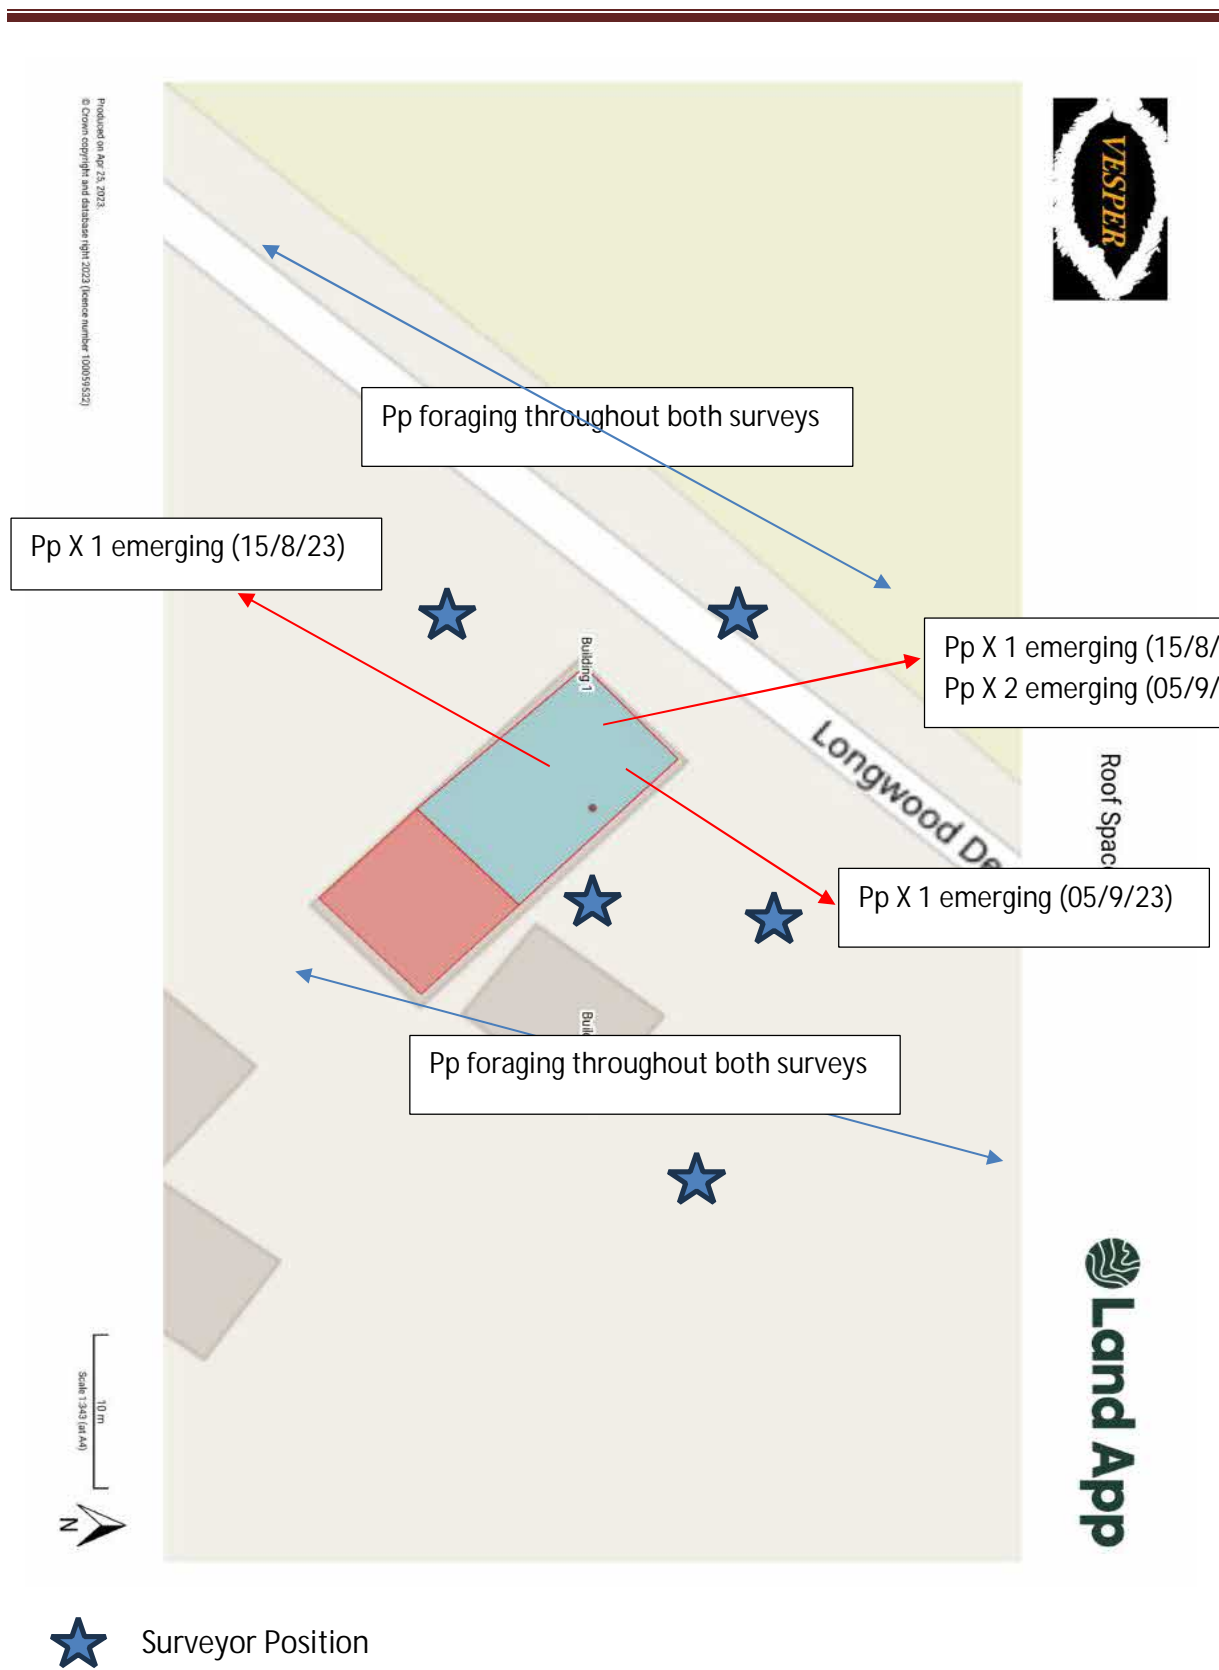 Produced on Apr 25, 2023.
© Crown copyright and database right 2023 (licence number 100059532)
VESPER
Pp foraging throughout both surveys
Pp X 1 emerging (15/8/23)
Building 1
Pp X 1 emerging (15/8/
Pp X 2 emerging (05/9/
Longwood De
Roof Spac
Pp X 1 emerging (05/9/23)
Buil
Pp foraging throughout both surveys
Land App
10 m
Scale 1:343 (at A4)
N
Surveyor Position